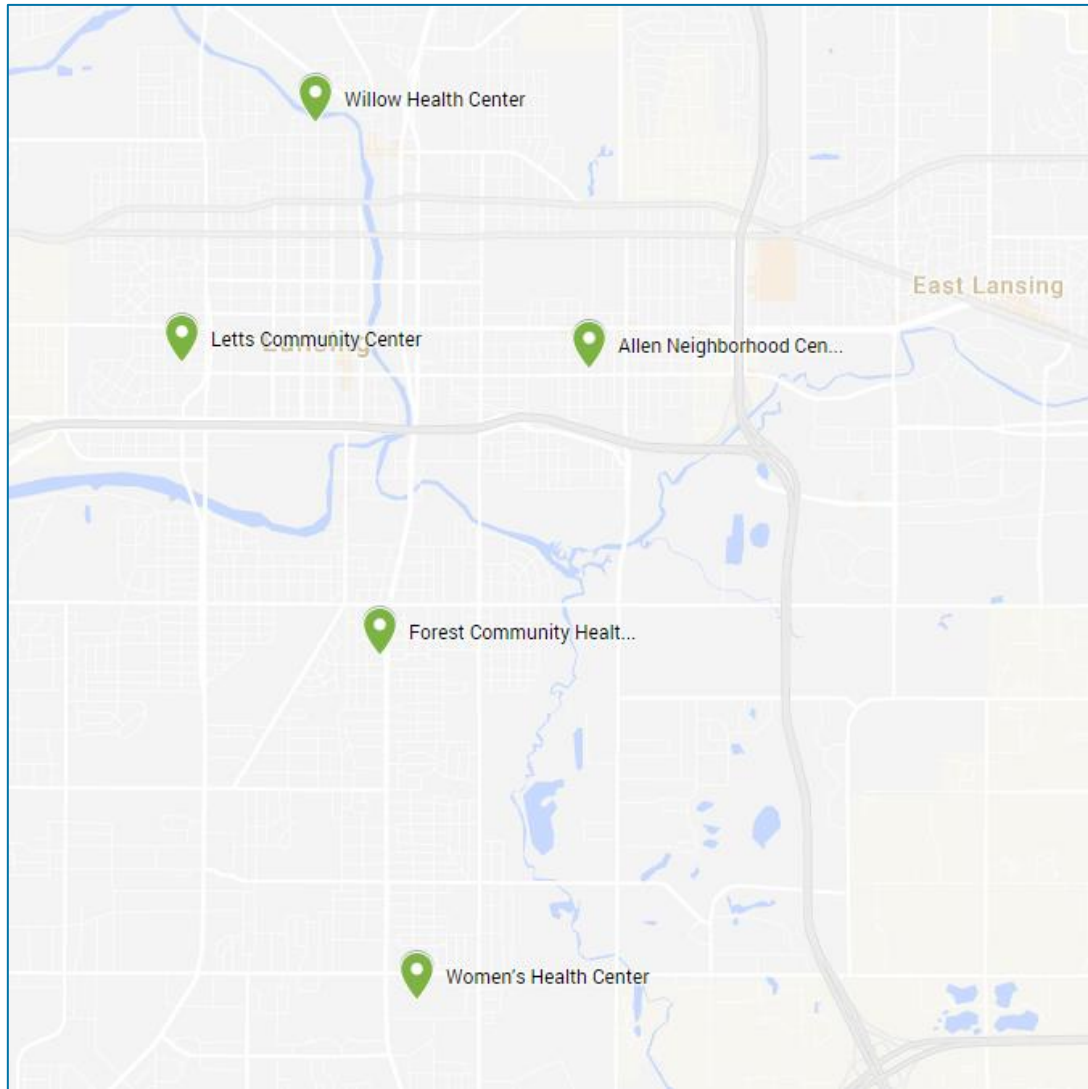 Willow Health Center
East Lansing
Letts Community Center
Lansing
Allen Neighborhood Cen...
Forest Community Healt...
Women's Health Center